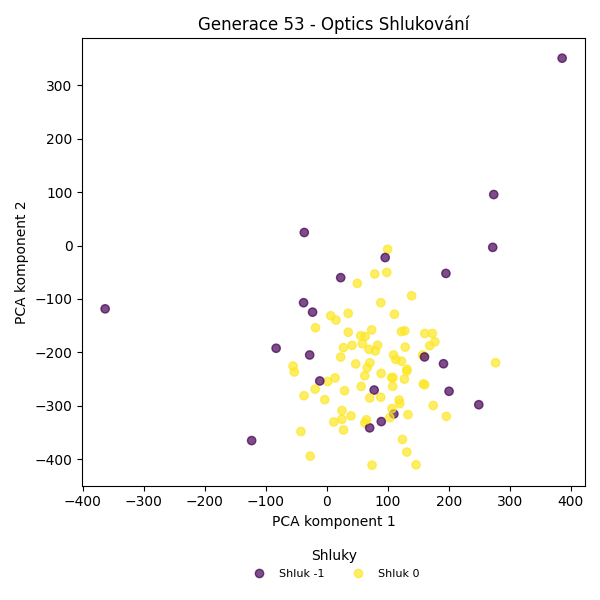 Generace 53 - Optics Shlukování
PCA komponent 2
300
200
100
0
−100
−200
−300
−400
−400 −300 −200 −100 0 100 200 300 400
PCA komponent 1
Shluky
Shluk -1 Shluk 0